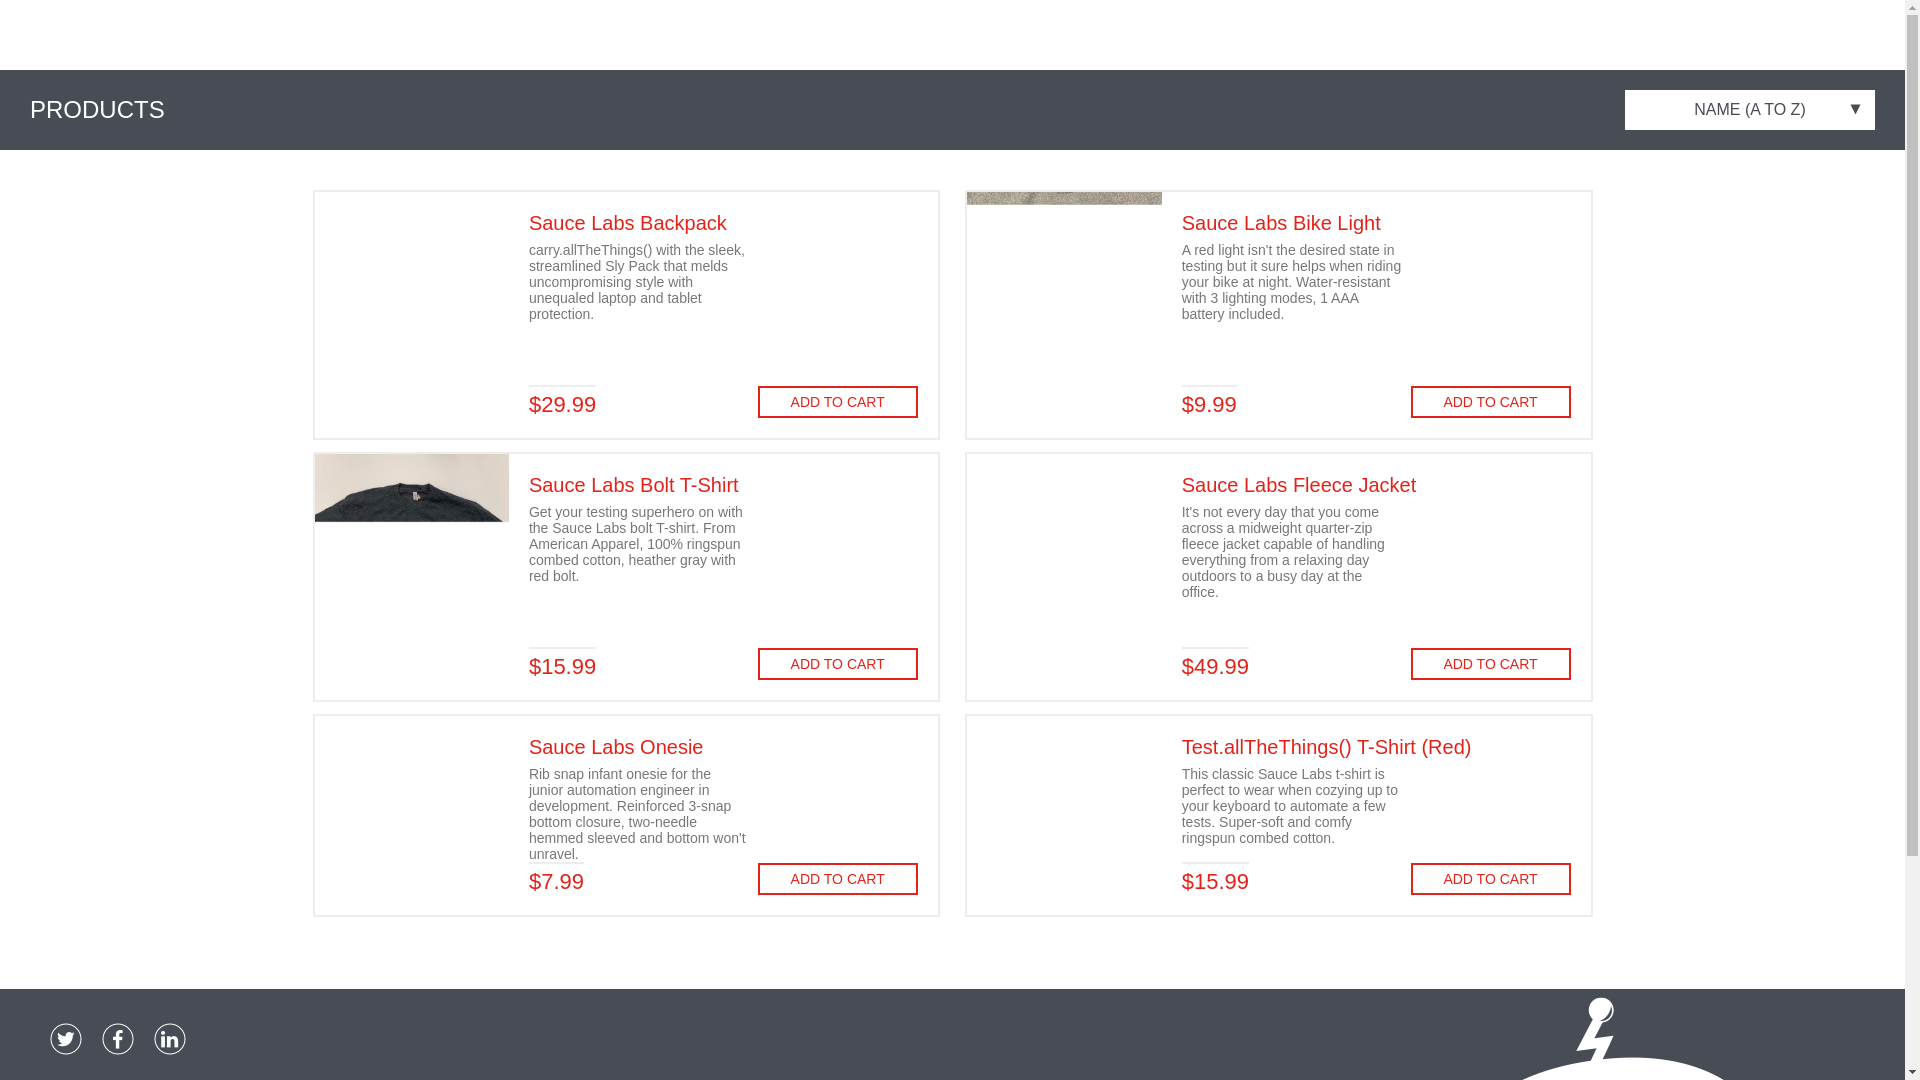 PRODUCTS
NAME (A TO Z)
Sauce Labs Backpack
carry.allTheThings() with the sleek,
streamlined Sly Pack that melds
uncompromising style with
unequaled laptop and tablet
protection.
$29.99
ADD TO CART
Sauce Labs Bike Light
A red light isn't the desired state in
testing but it sure helps when riding
your bike at night. Water-resistant
with 3 lighting modes, 1 AAA
battery included.
$9.99
ADD TO CART
Sauce Labs Bolt T-Shirt
Get your testing superhero on with
the Sauce Labs bolt T-shirt. From
American Apparel, 100% ringspun
combed cotton, heather gray with
red bolt.
$15.99
ADD TO CART
Sauce Labs Fleece Jacket
It's not every day that you come
across a midweight quarter-zip
fleece jacket capable of handling
everything from a relaxing day
outdoors to a busy day at the
office.
$49.99
ADD TO CART
Sauce Labs Onesie
Rib snap infant onesie for the
junior automation engineer in
development. Reinforced 3-snap
bottom closure, two-needle
hemmed sleeved and bottom won't
unravel.
$7.99
ADD TO CART
Test.allTheThings() T-Shirt (Red)
This classic Sauce Labs t-shirt is
perfect to wear when cozying up to
your keyboard to automate a few
tests. Super-soft and comfy
ringspun combed cotton.
$15.99
ADD TO CART